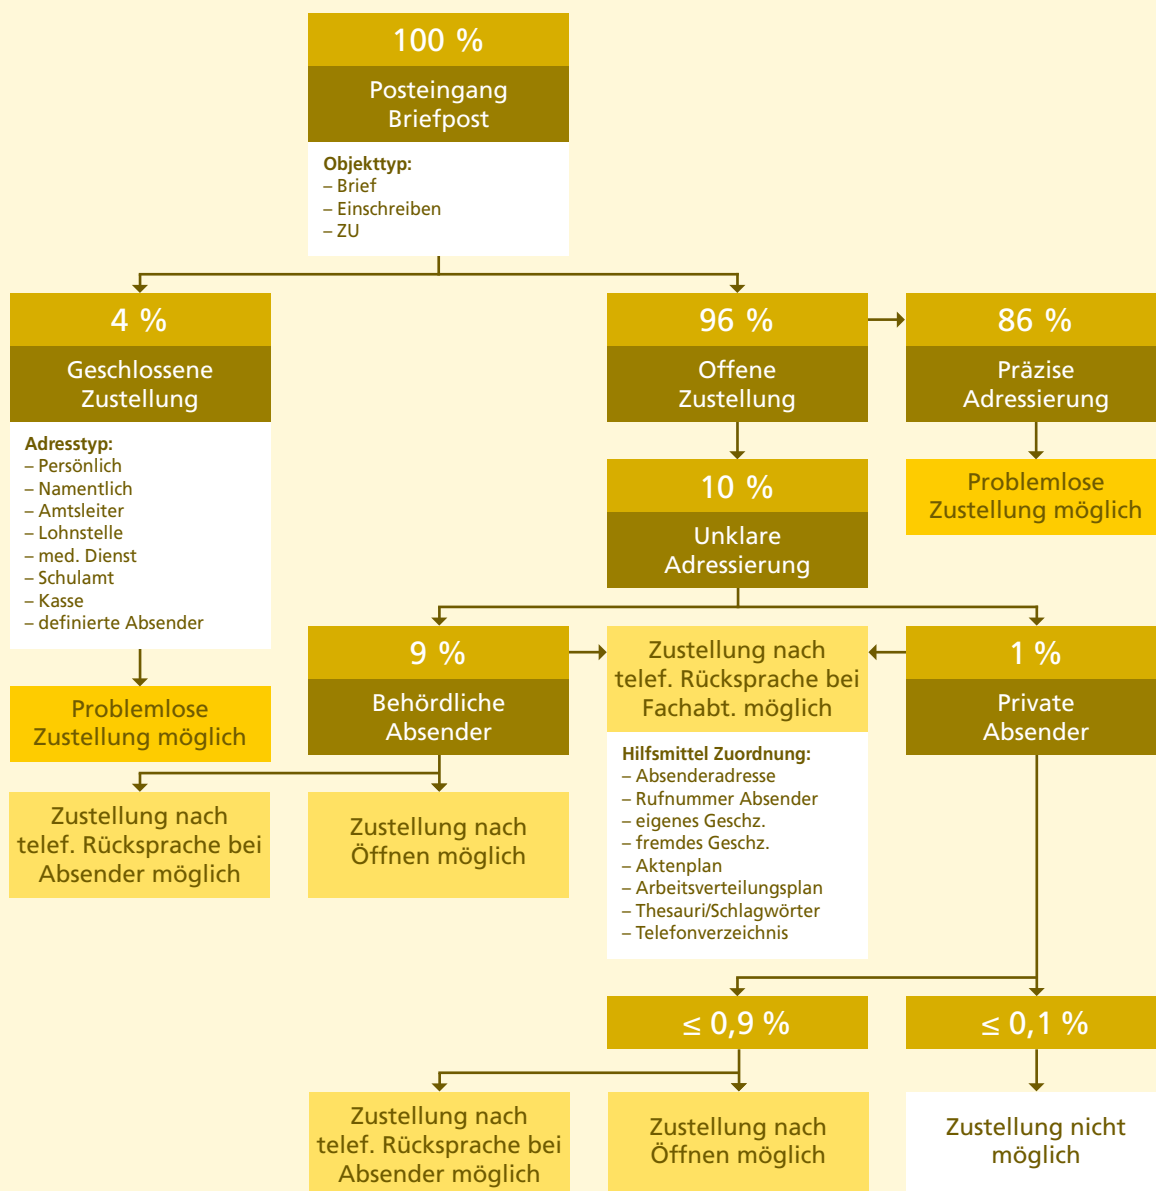 100 %
Posteingang
Briefpost
Objekttyp:
– Brief
– Einschreiben
– ZU
4 %
Geschlossene
Zustellung
Adresstyp:
– Persönlich
– Namentlich
– Amtsleiter
– Lohnstelle
– med. Dienst
– Schulamt
– Kasse
– definierte Absender
Problemlose
Zustellung möglich
96 %
Offene
Zustellung
86 %
Präzise
Adressierung
Problemlose
Zustellung möglich
10 %
Unklare
Adressierung
9 %
Behördliche
Absender
Zustellung nach
telef. Rücksprache bei
Fachabt. möglich
Hilfsmittel Zuordnung:
– Absenderadresse
– Rufnummer Absender
– eigenes Geschz.
– fremdes Geschz.
– Aktenplan
– Arbeitsverteilungsplan
– Thesauri/Schlagwörter
– Telefonverzeichnis
1 %
Private
Absender
Zustellung nach
telef. Rücksprache bei
Absender möglich
Zustellung nach
Öffnen möglich
≤ 0,9 %
≤ 0,1 %
Zustellung nach
telef. Rücksprache bei
Absender möglich
Zustellung nach
Öffnen möglich
Zustellung nicht
möglich